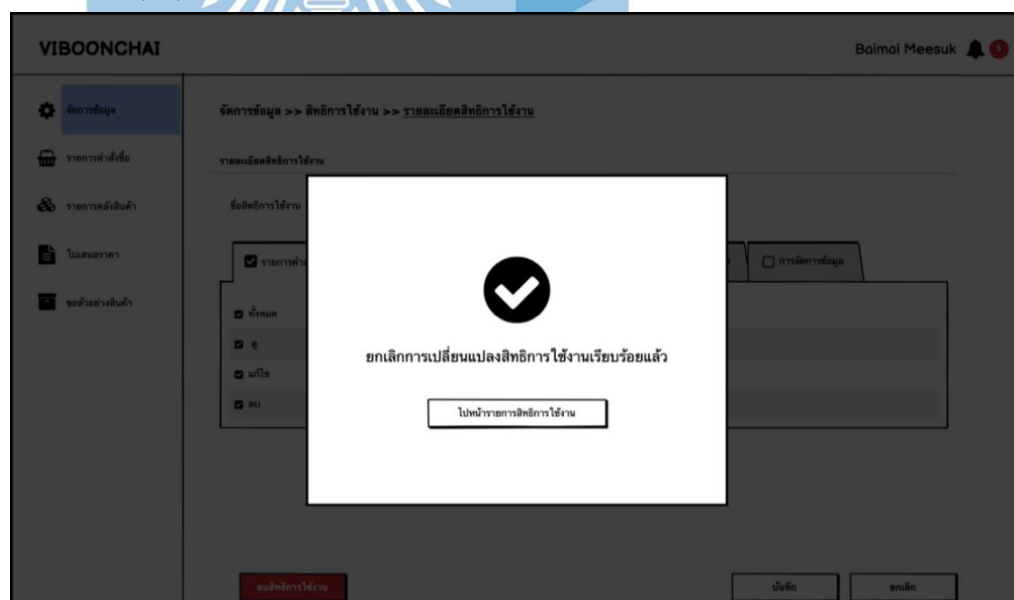 VIBOONCHAI
Baimai Meesuk
5
จัดการข้อมูล
จัดการข้อมูล >> สิทธิการใช้งาน >> รายละเอียดสิทธิการใช้งาน
รายการคำสั่งซื้อ
รายละเอียดสิทธิการใช้งาน
รายการคลังสินค้า
ชื่อสิทธิการใช้งาน
ใบเสนอราคา
การจัดการข้อมูล
ขอตัวอย่างสินค้า
ทั้งหมด
ดู
แก้ไข
ลบ
ยกเลิกการเปลี่ยนแปลงสิทธิการใช้งานเรียบร้อยแล้ว
ไปหน้ารายการสิทธิการใช้งาน
ลบสิทธิการใช้งาน
บันทึก
ยกเลิก